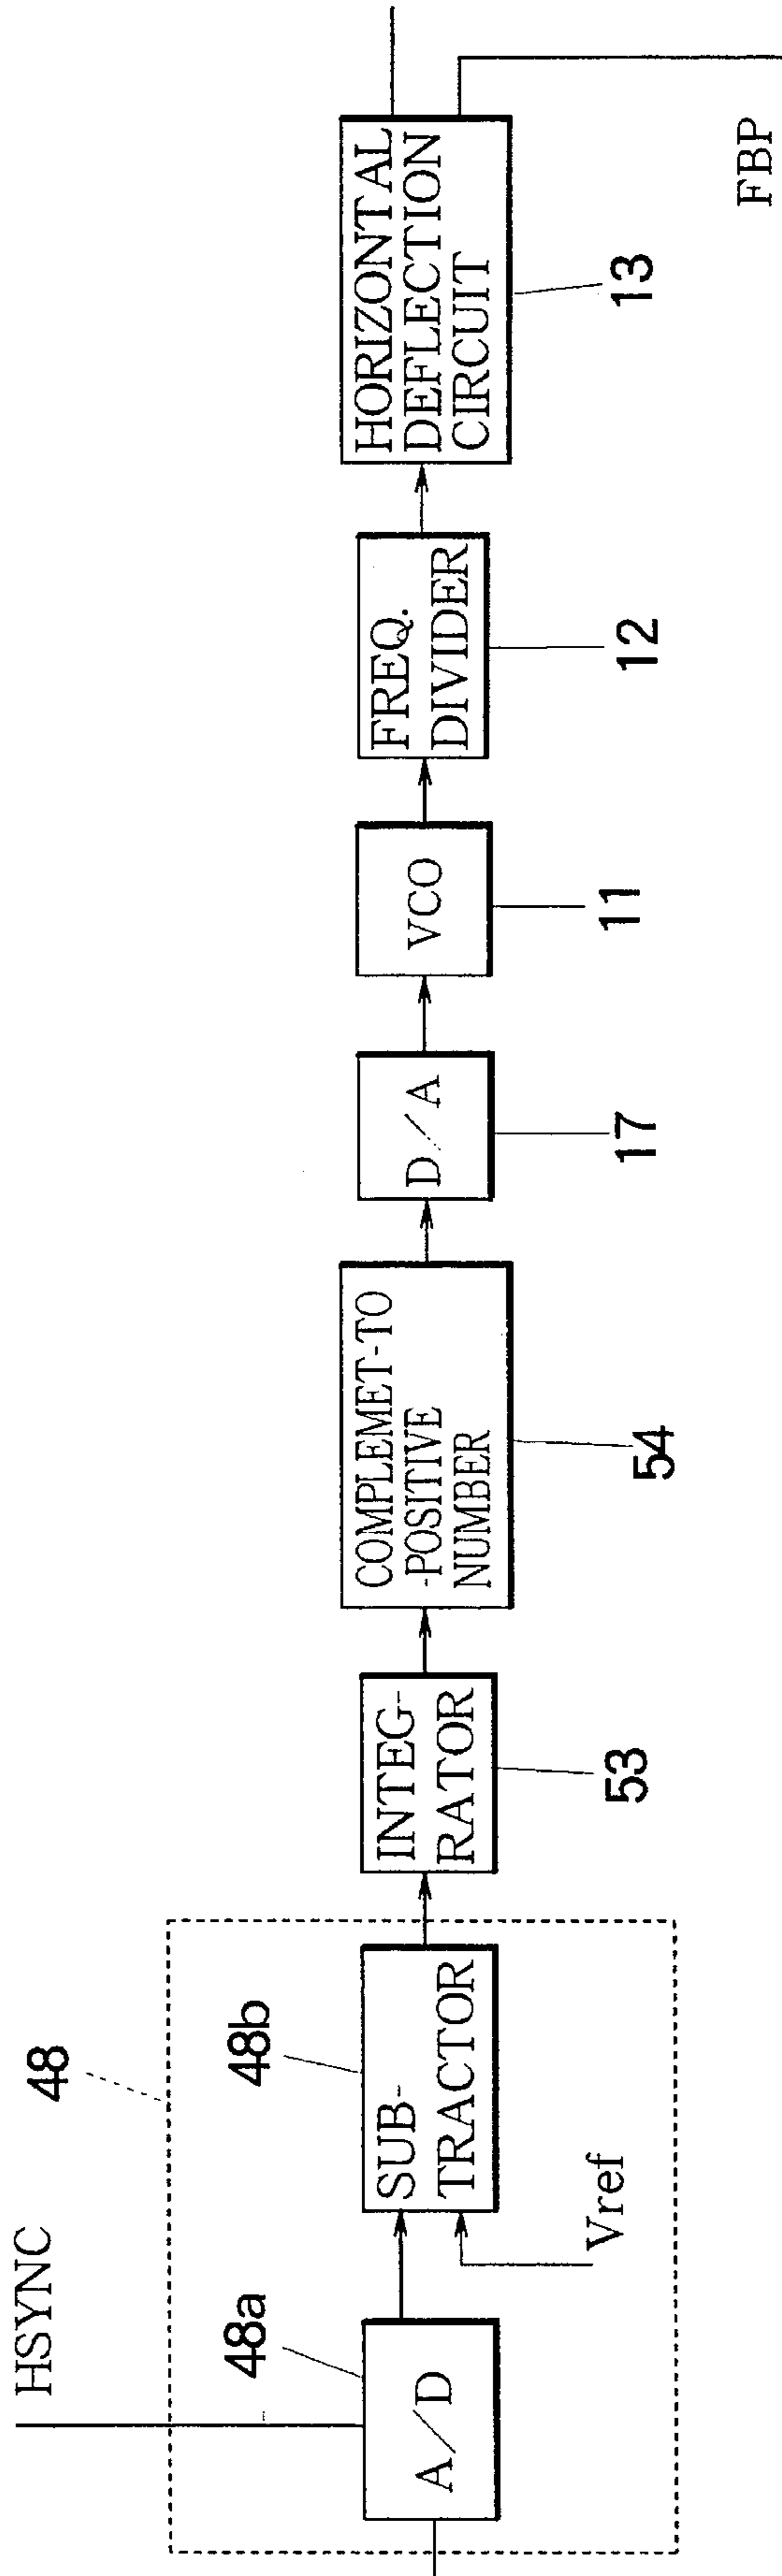 HSYNC
48
48a
A/D
48b
SUB-
TRACTOR
Vref
INTEG-
RATOR
53
COMPLEMET-TO
-POSITIVE
NUMBER
54
D/A
17
VCO
11
FREQ.
DIVIDER
12
HORIZONTAL
DEFLECTION
CIRCUIT
13
FBP